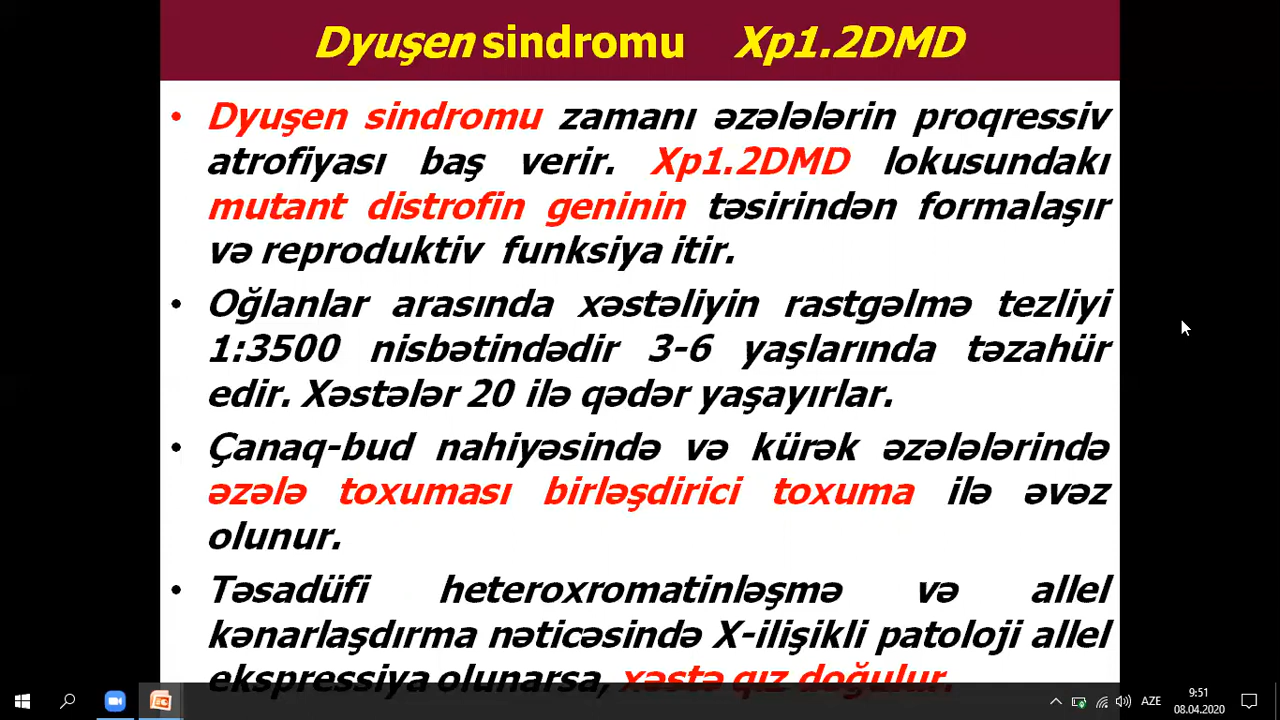 Dyuşen sindromu Xp1.2DMD
• Dyuşen sindromu zamanı əzələlərin proqressiv
atrofiyası baş verir. Xp1.2DMD lokusundakı
mutant distrofin geninin təsirindən formalaşır
və reproduktiv funksiya itir.
• Oğlanlar arasında xəstəliyin rastgəlmə tezliyi
1:3500 nisbətindədir 3-6 yaşlarında təzahür
edir. Xəstələr 20 ilə qədər yaşayırlar.
• Çanaq-bud nahiyəsində və kürək əzələlərində
əzələ toxuması birləşdirici toxuma ilə əvəz
olunur.
• Təsadüfi heteroxromatinləşmə və allel
kənarlaşdırma nəticəsində X-ilişikli patoloji allel
ekspressiya olunarsa, xəstə qız doğulur.
AZE
9:51
08.04.2020